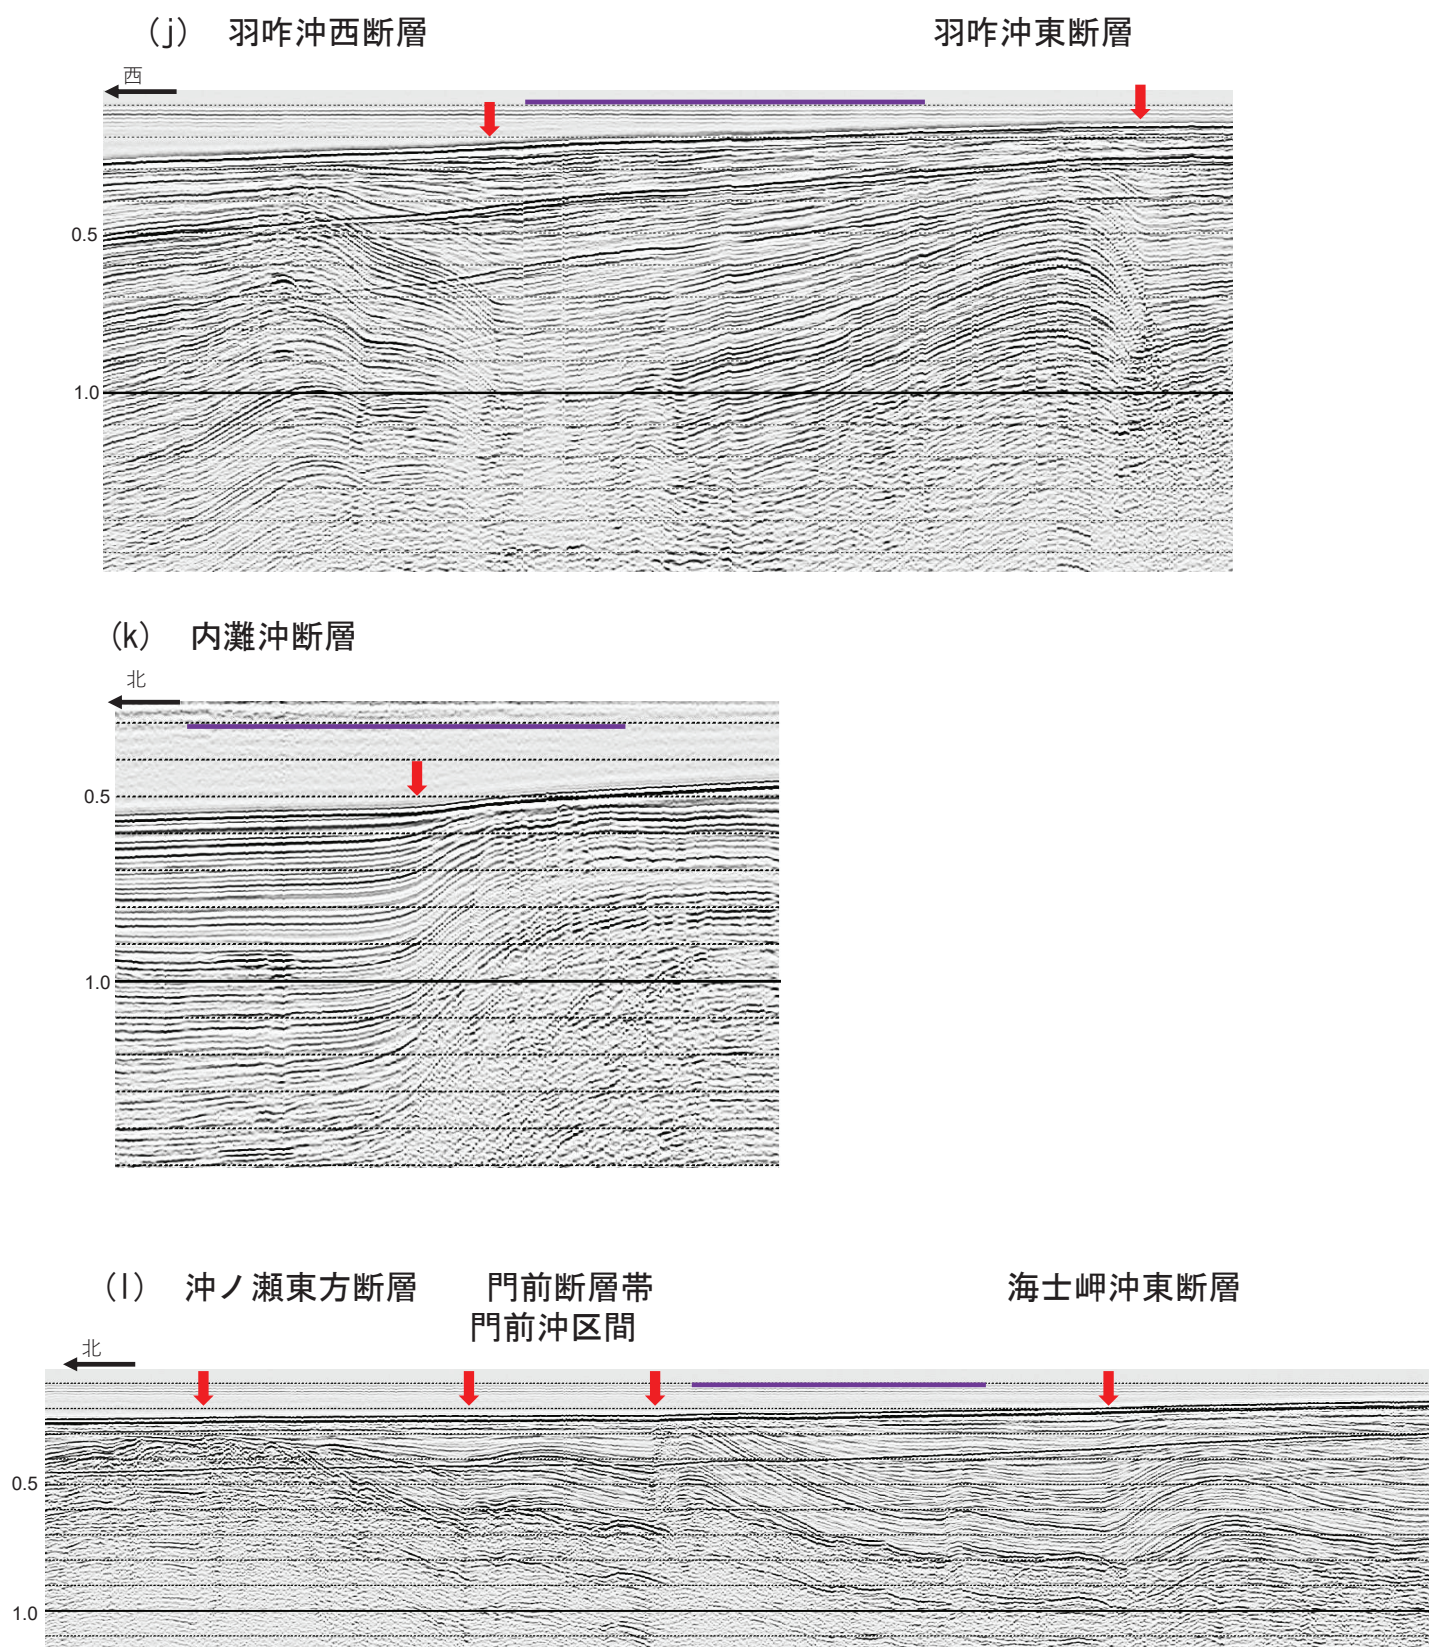 (j) 羽咋沖西断層 羽咋沖東断層
西
0.5
1.0
(k) 内灘沖断層
北
0.5
1.0
(l) 沖ノ瀬東方断層 門前断層帯 海士岬沖東断層
門前沖区間
北
0.5
1.0